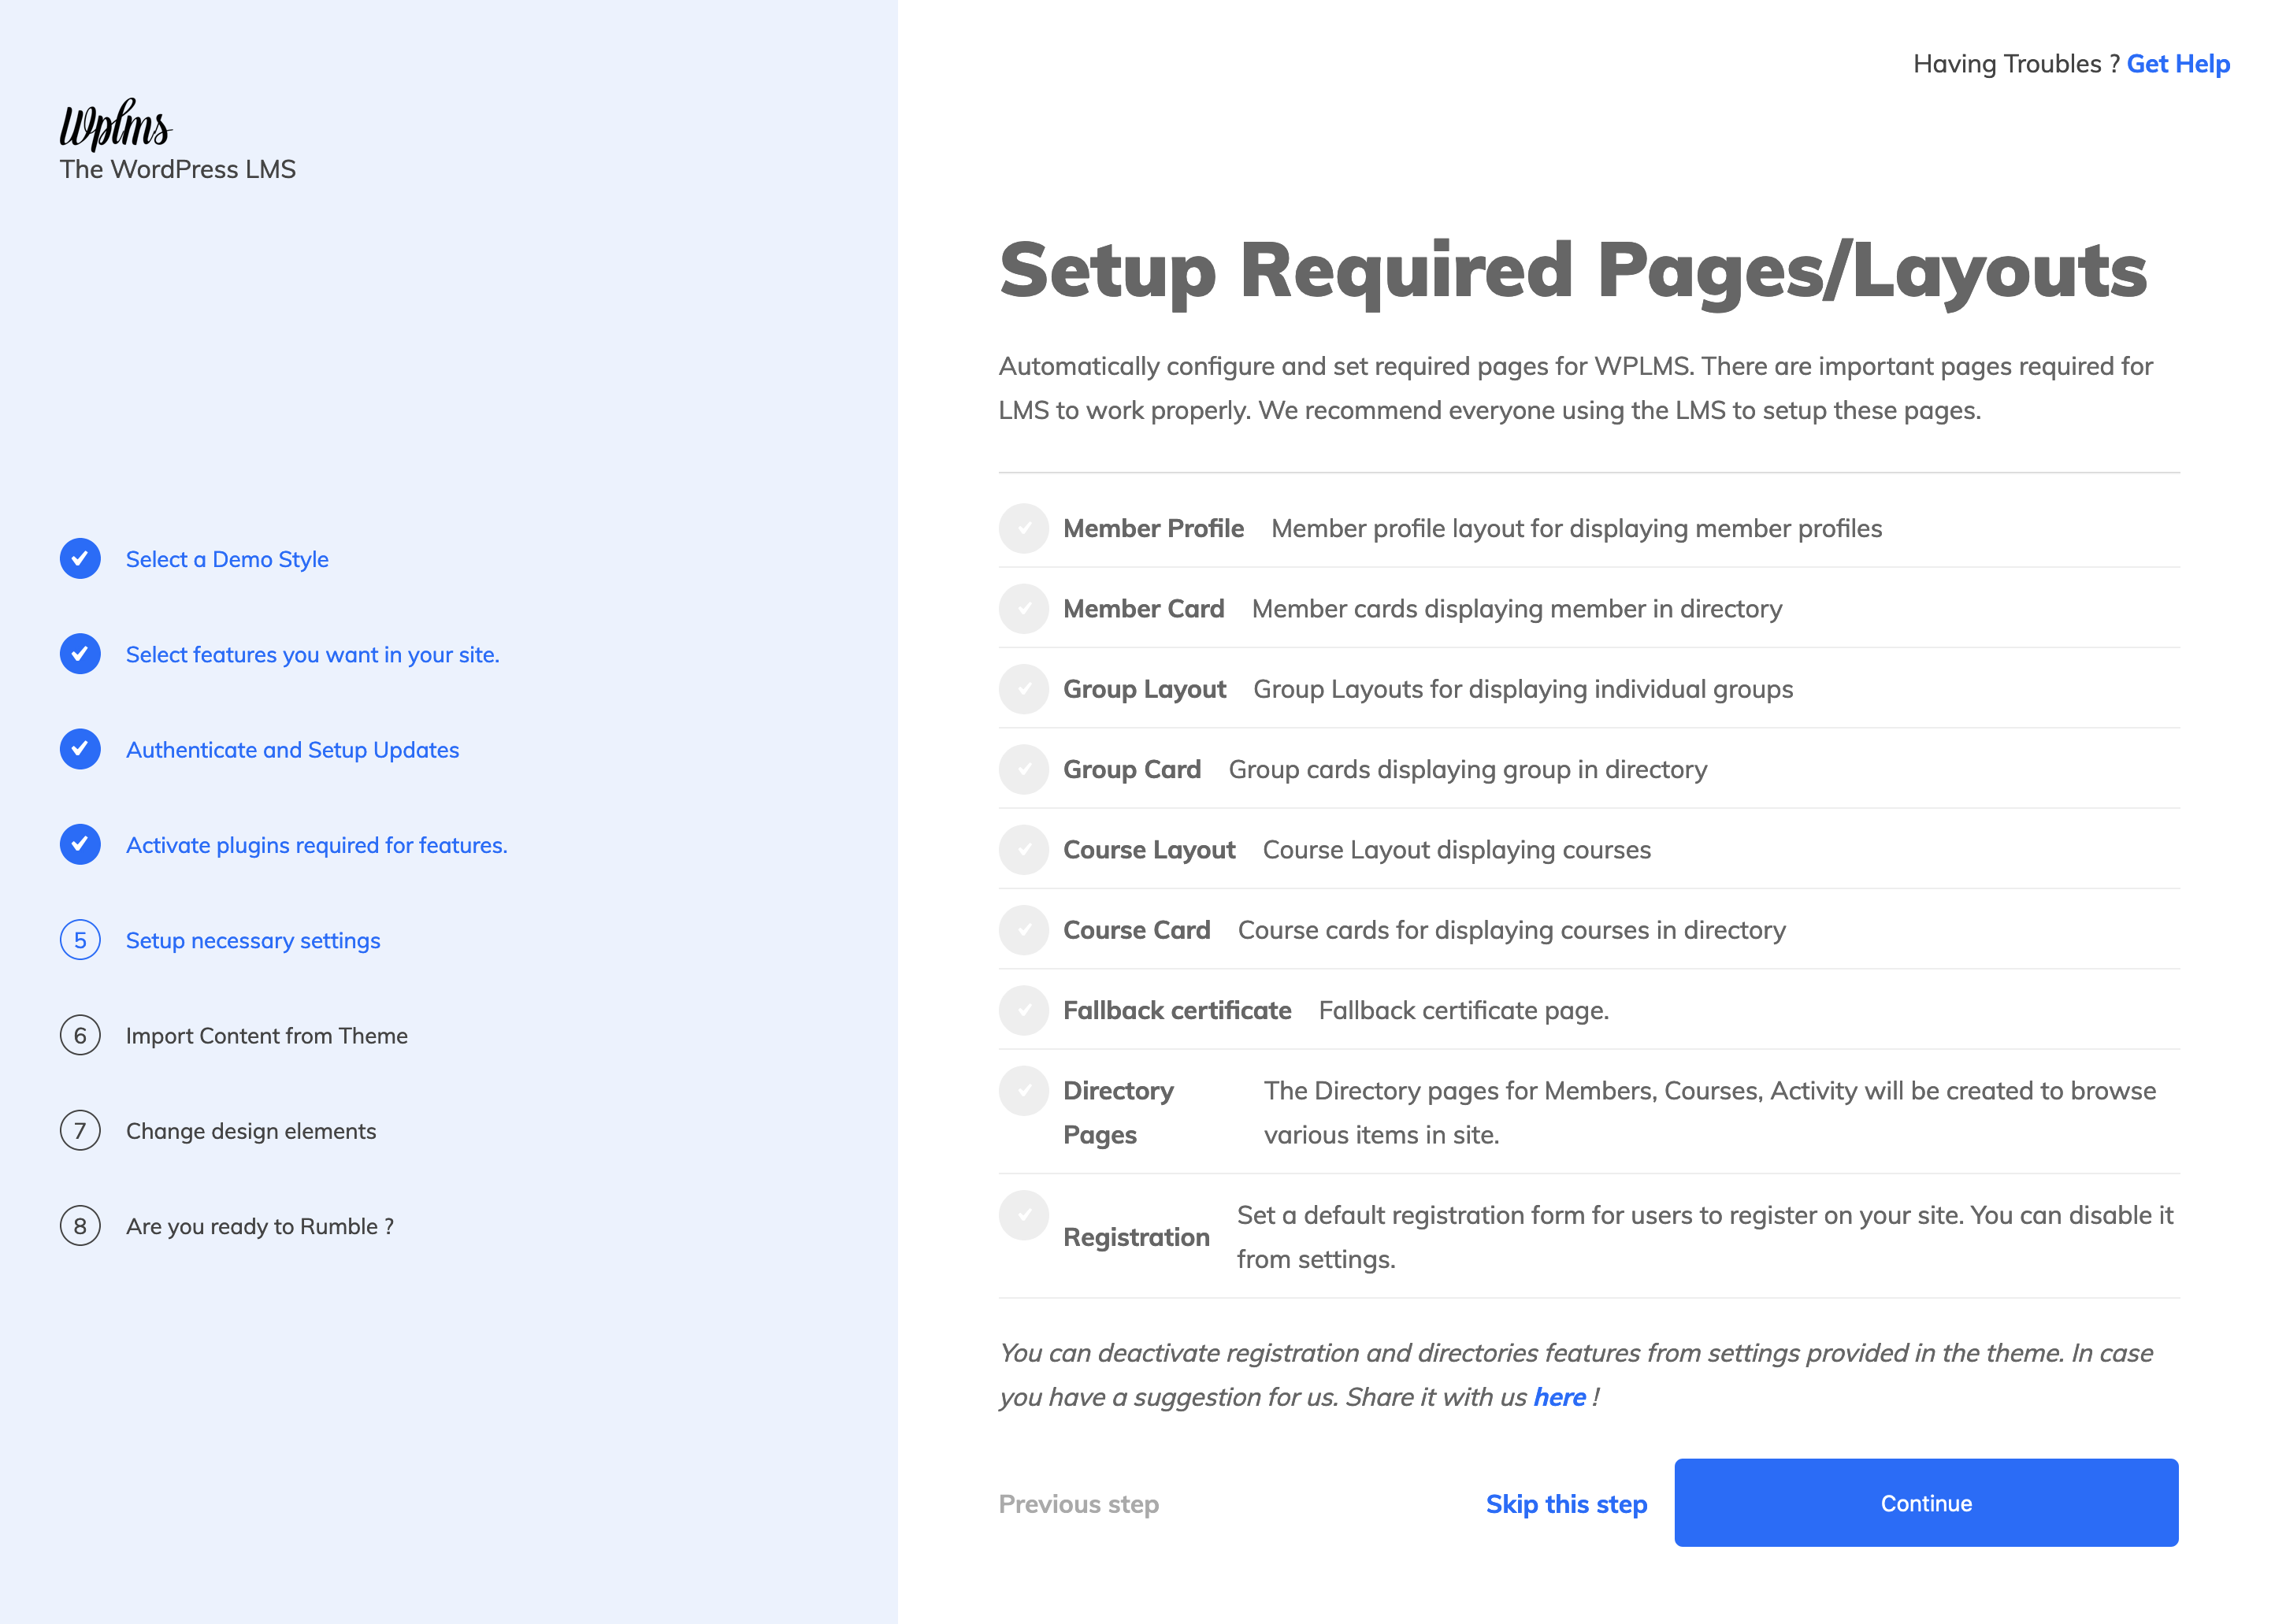 Having Troubles ? Get Help
Wplms
The WordPress LMS
Select a Demo Style
Select features you want in your site.
Authenticate and Setup Updates
Activate plugins required for features.
5 Setup necessary settings
6 Import Content from Theme
7 Change design elements
8 Are you ready to Rumble ?
Setup Required Pages/Layouts
Automatically configure and set required pages for WPLMS. There are important pages required for
LMS to work properly. We recommend everyone using the LMS to setup these pages.
Member Profile Member profile layout for displaying member profiles
Member Card Member cards displaying member in directory
Group Layout Group Layouts for displaying individual groups
Group Card Group cards displaying group in directory
Course Layout Course Layout displaying courses
Course Card Course cards for displaying courses in directory
Fallback certificate Fallback certificate page.
Directory
Pages
The Directory pages for Members, Courses, Activity will be created to browse
various items in site.
Registration
Set a default registration form for users to register on your site. You can disable it
from settings.
You can deactivate registration and directories features from settings provided in the theme. In case
you have a suggestion for us. Share it with us here !
Previous step
Skip this step
Continue